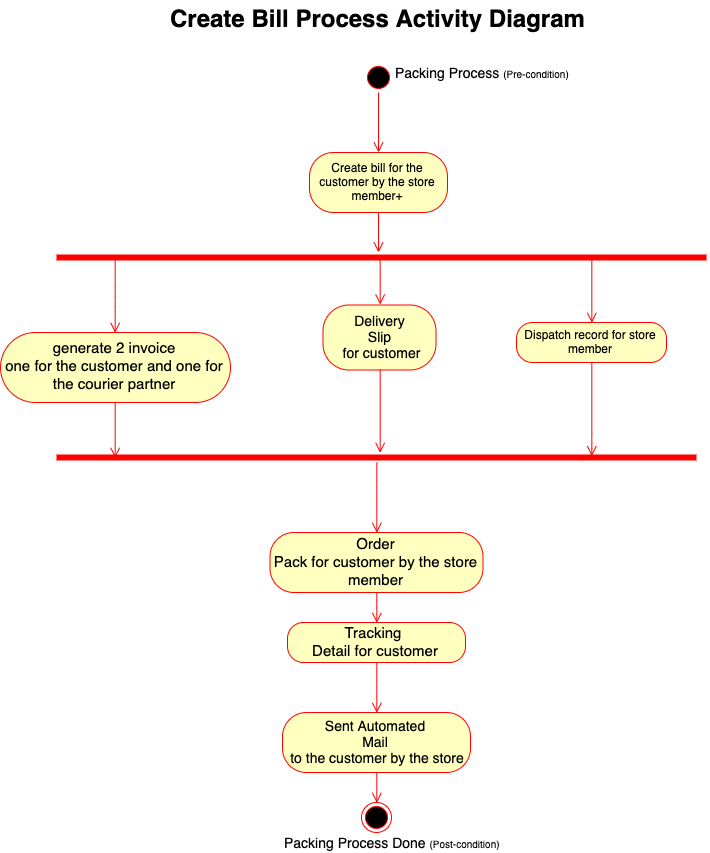 Create Bill Process Activity Diagram
Packing Process (Pre-condition)
Create bill for the
customer by the store
member+
generate 2 invoice
one for the customer and one for
the courier partner
Delivery
Slip
for customer
Dispatch record for store
member
Order
Pack for customer by the store
member
Tracking
Detail for customer
Sent Automated
Mail
to the customer by the store
Packing Process Done (Post-condition)